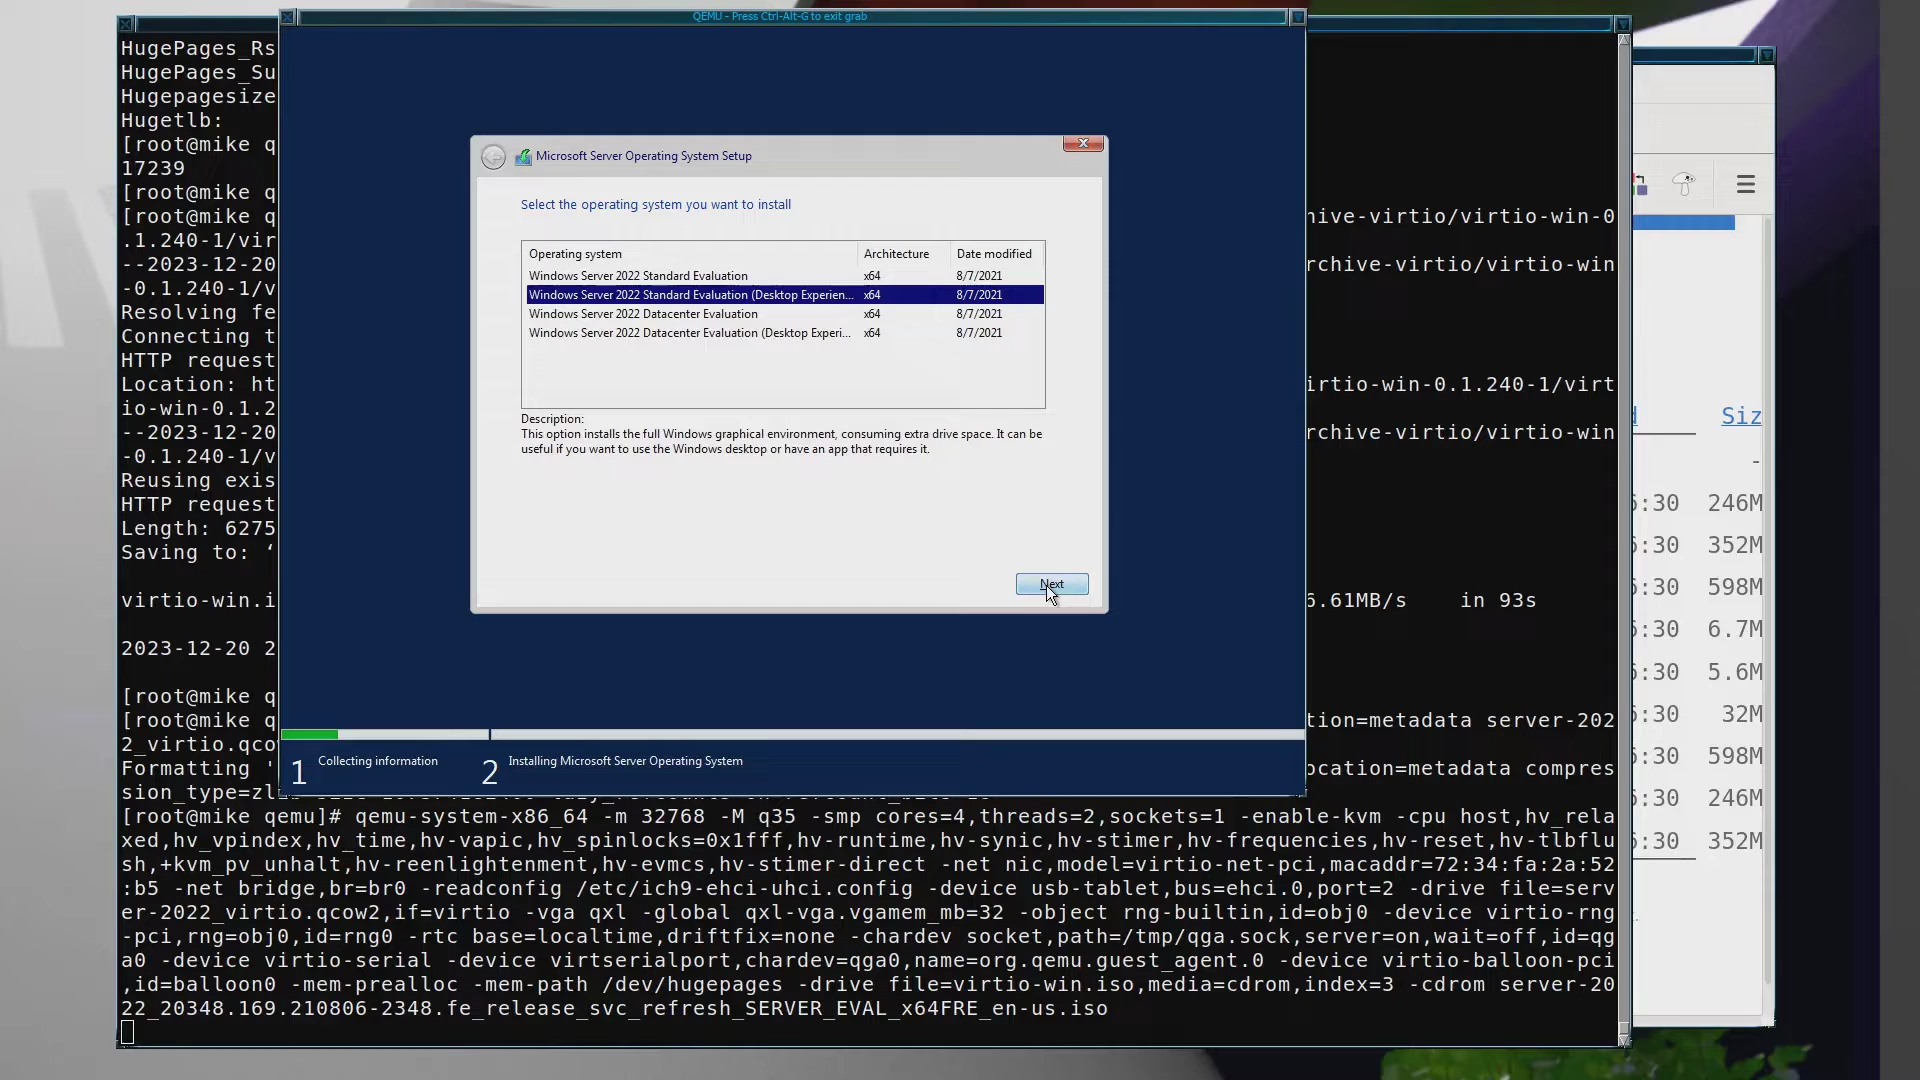 QEMU - Press Ctrl-Alt-G to exit grab
HugePages_Rs
HugePages_Su
Hugepagesize
Hugetlb:
[root@mike q
17239
[root@mike q
[root@mike q
.1.240-1/vir
--2023-12-20
-0.1.240-1/v
Resolving fe
Connecting t
HTTP request
Location: ht
io-win-0.1.2
--2023-12-20
-0.1.240-1/v
Reusing exis
HTTP request
Length: 6275
Saving to: ‘
virtio-win.i
2023-12-20 2
[root@mike q
[root@mike q
2_virtio.qco
Formatting '
Microsoft Server Operating System Setup
Select the operating system you want to install
Operating system Architecture Date modified
Windows Server 2022 Standard Evaluation x64 8/7/2021
Windows Server 2022 Standard Evaluation (Desktop Experien... x64 8/7/2021
Windows Server 2022 Datacenter Evaluation x64 8/7/2021
Windows Server 2022 Datacenter Evaluation (Desktop Experi... x64 8/7/2021
Description:
This option installs the full Windows graphical environment, consuming extra drive space. It can be
useful if you want to use the Windows desktop or have an app that requires it.
Next
1 Collecting information 2 Installing Microsoft Server Operating System
hive-virtio/virtio-win-0
rchive-virtio/virtio-win
irtio-win-0.1.240-1/virt
rchive-virtio/virtio-win
6.61MB/s in 93s
tion=metadata server-202
ocation=metadata compres
[root@mike qemu]# qemu-system-x86_64 -m 32768 -M q35 -smp cores=4,threads=2,sockets=1 -enable-kvm -cpu host,hv_rela
xed,hv_vpindex,hv_time,hv-vapic,hv_spinlocks=0x1fff,hv-runtime,hv-synic,hv-stimer,hv-frequencies,hv-reset,hv-tlbflu
sh,+kvm_pv_unhalt,hv-reenlightenment,hv-evmcs,hv-stimer-direct -net nic,model=virtio-net-pci,macaddr=72:34:fa:2a:52
:b5 -net bridge,br=br0 -readconfig /etc/ich9-ehci-uhci.config -device usb-tablet,bus=ehci.0,port=2 -drive file=serv
er-2022_virtio.qcow2,if=virtio -vga qxl -global qxl-vga.vgamem_mb=32 -object rng-builtin,id=obj0 -device virtio-rng
-pci,rng=obj0,id=rng0 -rtc base=localtime,driftfix=none -chardev socket,path=/tmp/qga.sock,server=on,wait=off,id=qg
a0 -device virtio-serial -device virtserialport,chardev=qga0,name=org.qemu.guest_agent.0 -device virtio-balloon-pci
,id=balloon0 -mem-prealloc -mem-path /dev/hugepages -drive file=virtio-win.iso,media=cdrom,index=3 -cdrom server-20
22_20348.169.210806-2348.fe_release_svc_refresh_SERVER_EVAL_x64FRE_en-us.iso
Siz
-
6:30 246M
6:30 352M
6:30 598M
6:30 6.7M
6:30 5.6M
6:30 32M
6:30 598M
6:30 246M
6:30 352M